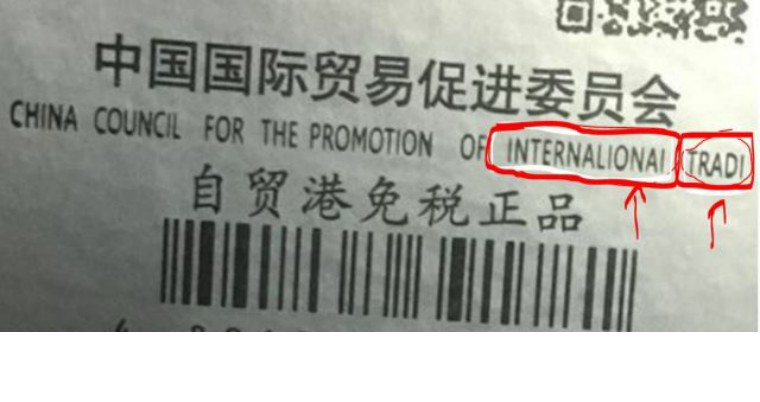 中国国际贸易促进委员会
CHINA COUNCIL FOR THE PROMOTION OF INTERNALIONAI TRADI
自贸港免税正品